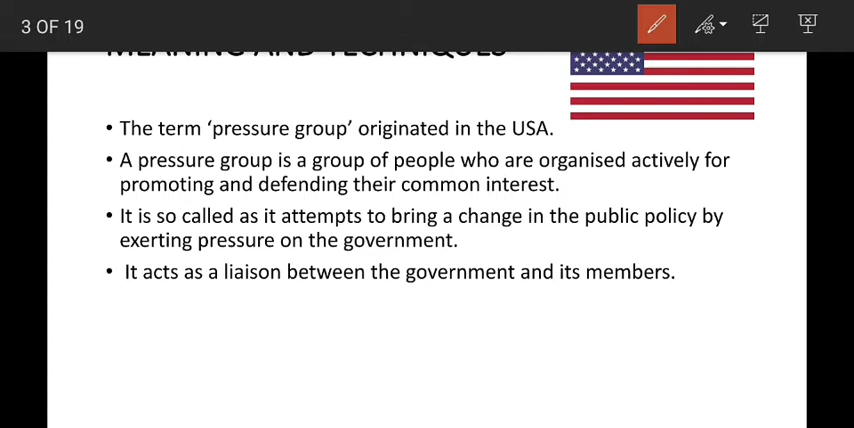 3 OF 19
MEANING AND TECHNIQUES
• The term ‘pressure group’ originated in the USA.
• A pressure group is a group of people who are organised actively for
promoting and defending their common interest.
• It is so called as it attempts to bring a change in the public policy by
exerting pressure on the government.
• It acts as a liaison between the government and its members.